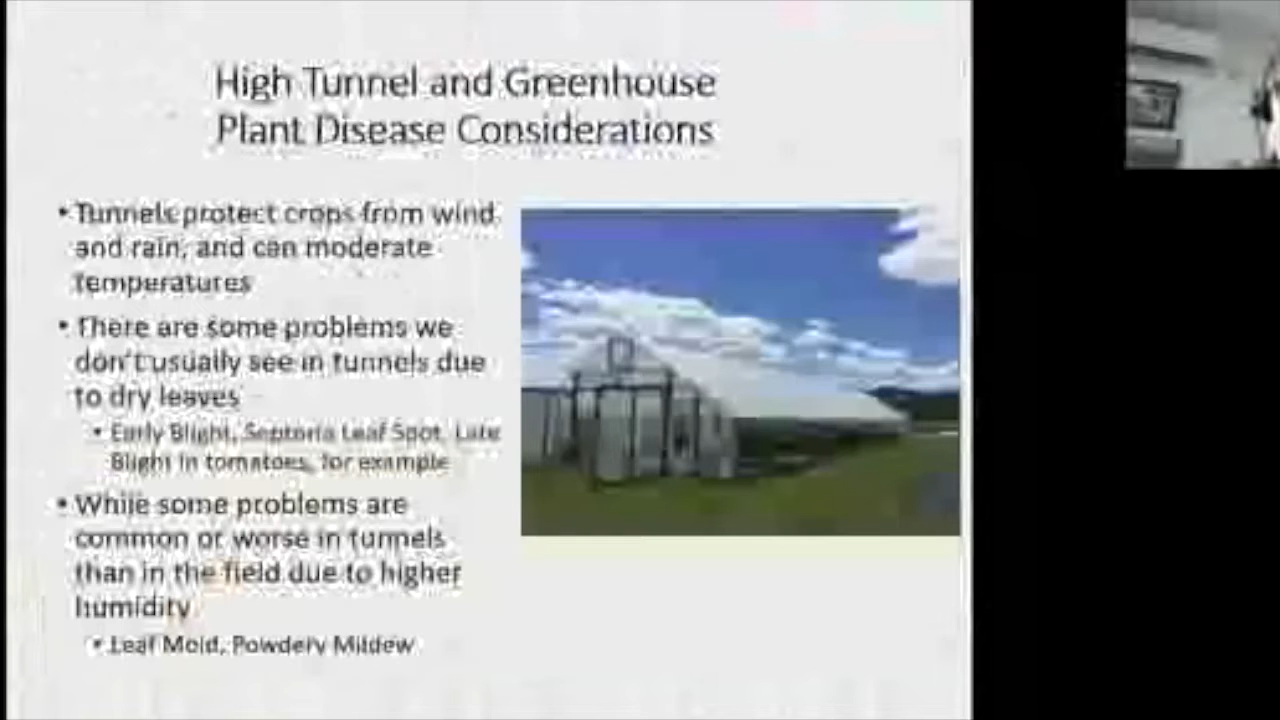 High Tunnel and Greenhouse
Plant Disease Considerations
• Tunnels protect crops from wind
and rain, and can moderate
temperatures
• There are some problems we
don't usually see in tunnels due
to dry leaves
• Early Blight, Septoria Leaf Spot, Late
Blight in tomatoes, for example
• While some problems are
common or worse in tunnels
than in the field due to higher
humidity
• Leaf Mold, Powdery Mildew